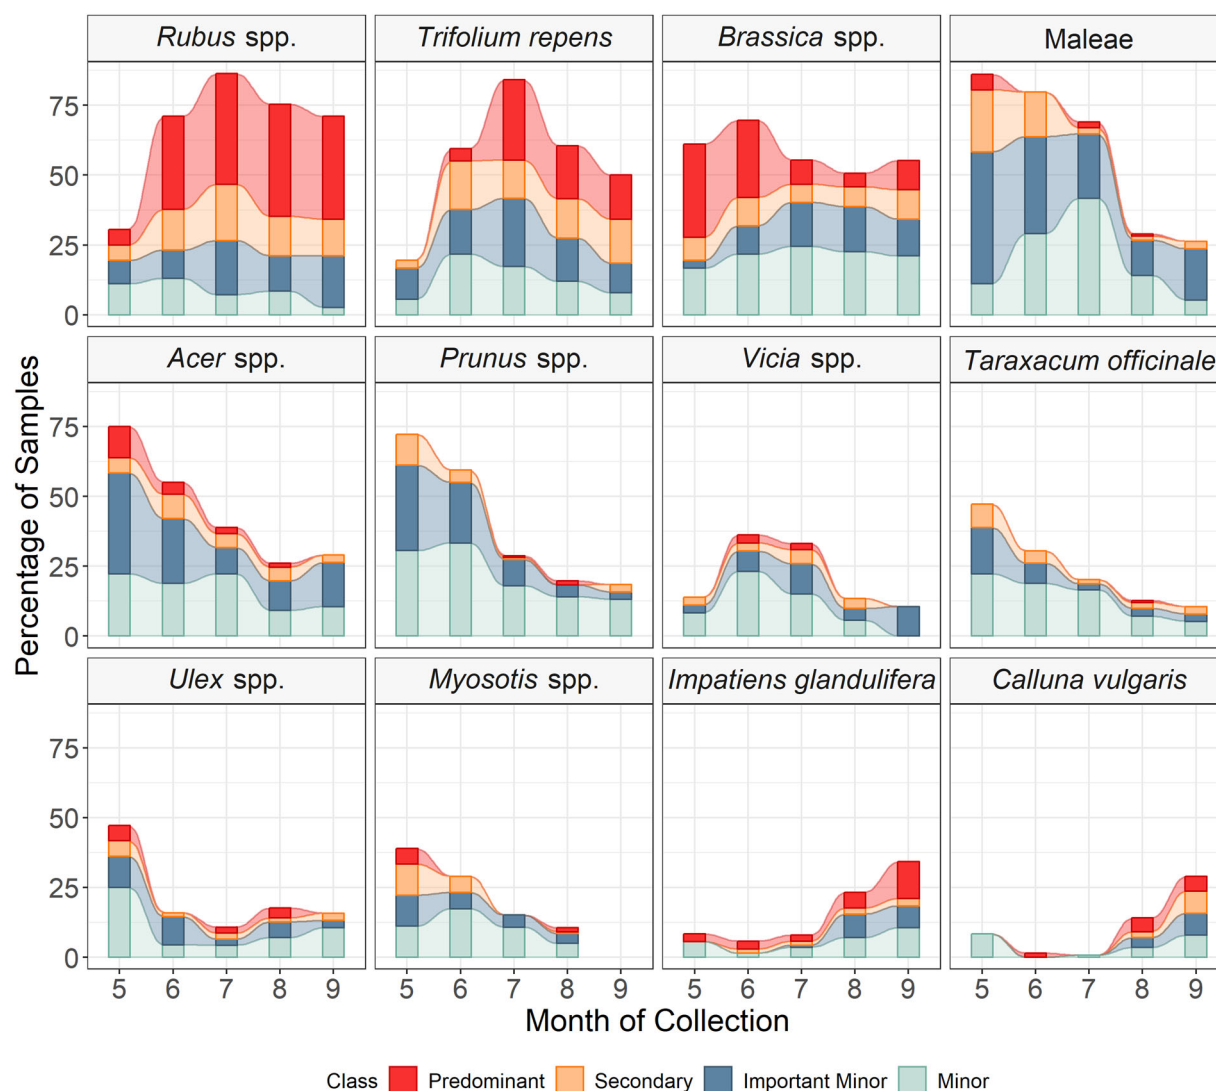 Rubus spp.
Trifolium repens
Brassica spp.
Maleae
75
50
25
0
Acer spp.
Prunus spp.
Vicia spp.
Taraxacum officinale
75
50
25
0
Percentage of Samples
Ulex spp.
Myosotis spp.
Impatiens glandulifera
Calluna vulgaris
75
50
25
0
5 6 7 8 9
5 6 7 8 9
5 6 7 8 9
5 6 7 8 9
Month of Collection
Class Predominant Secondary Important Minor Minor